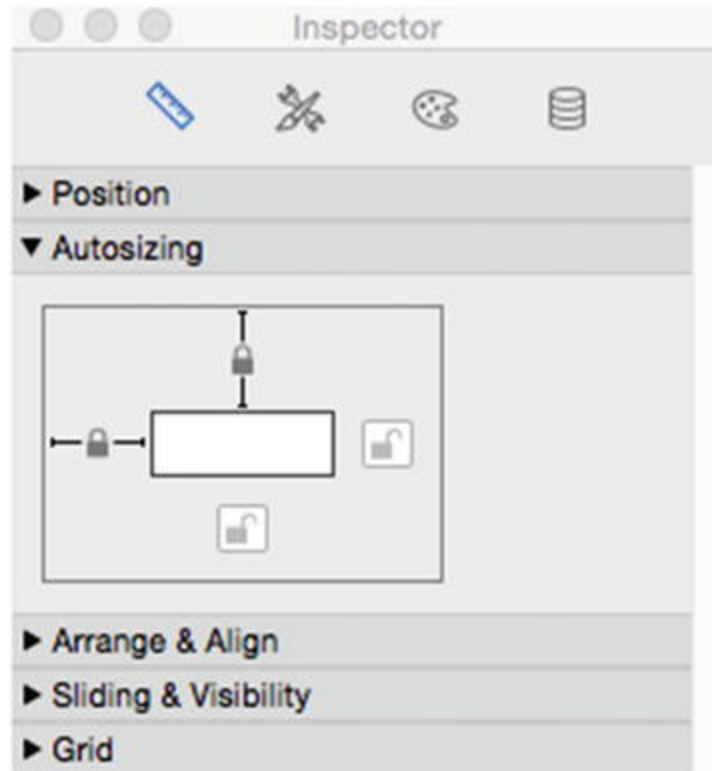 Inspector
Position
Autosizing
Arrange & Align
Sliding & Visibility
Grid